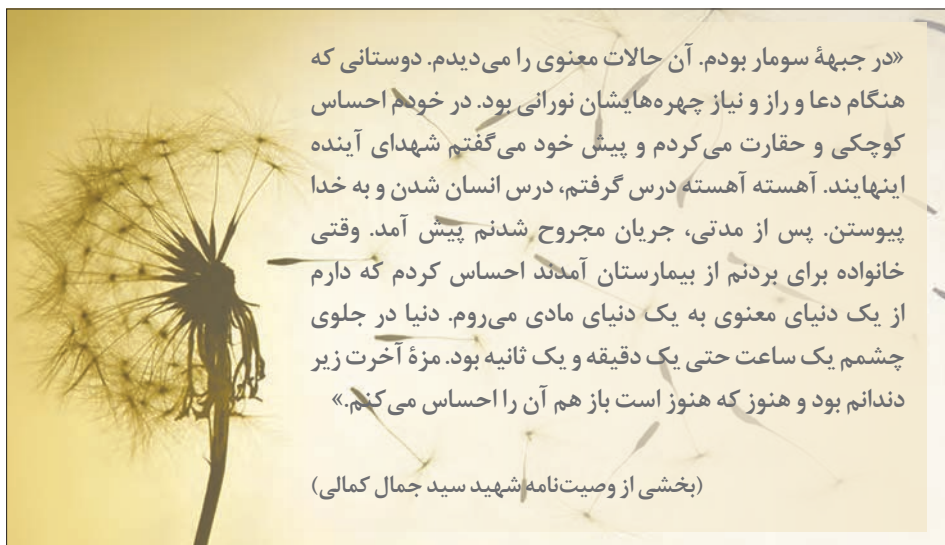 «در جبههٔ سومار بودم. آن حالات معنوی را می‌دیدم. دوستانی که
هنگام دعا و راز و نیاز چهره‌هایشان نورانی بود. در خودم احساس
کوچکی و حقارت می‌کردم و پیش خود می‌گفتم شهدای آینده
اینهایند. آهسته آهسته درس گرفتم، درس انسان شدن و به خدا
پیوستن. پس از مدتی، جریان مجروح شدنم پیش آمد. وقتی
خانواده برای بردنم از بیمارستان آمدند احساس کردم که دارم
از یک دنیای معنوی به یک دنیای مادی می‌روم. دنیا در جلوی
چشمم یک ساعت حتی یک دقیقه و یک ثانیه بود. مزهٔ آخرت زیر
دندانم بود و هنوز که هنوز است باز هم آن را احساس می‌کنم.»
(بخشی از وصیت‌نامه شهید سید جمال کمالی)